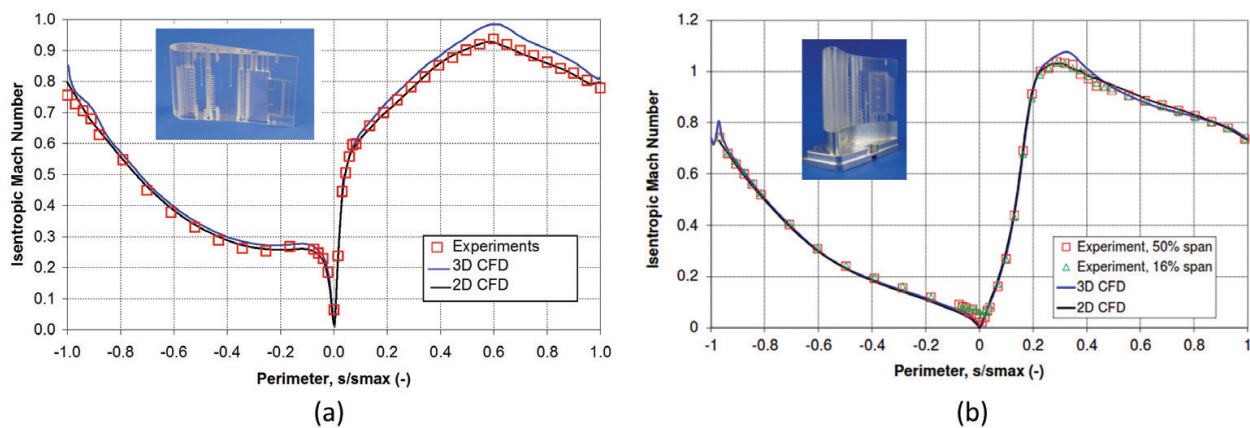 1.0
0.9
0.8
0.7
0.6
0.5
0.4
0.3
0.2
0.1
0.0
Isentropic Mach Number
Experiments
3D CFD
2D CFD
-1.0 -0.8 -0.6 -0.4 -0.2 0.0 0.2 0.4 0.6 0.8 1.0
Perimeter, s/smax (-)
(a)
1.2
1
0.8
0.6
0.4
0.2
0
Isentropic Mach Number
Experiment, 50% span
Experiment, 16% span
3D CFD
2D CFD
-1 -0.8 -0.6 -0.4 -0.2 0 0.2 0.4 0.6 0.8 1
Perimeter, s/smax (-)
(b)